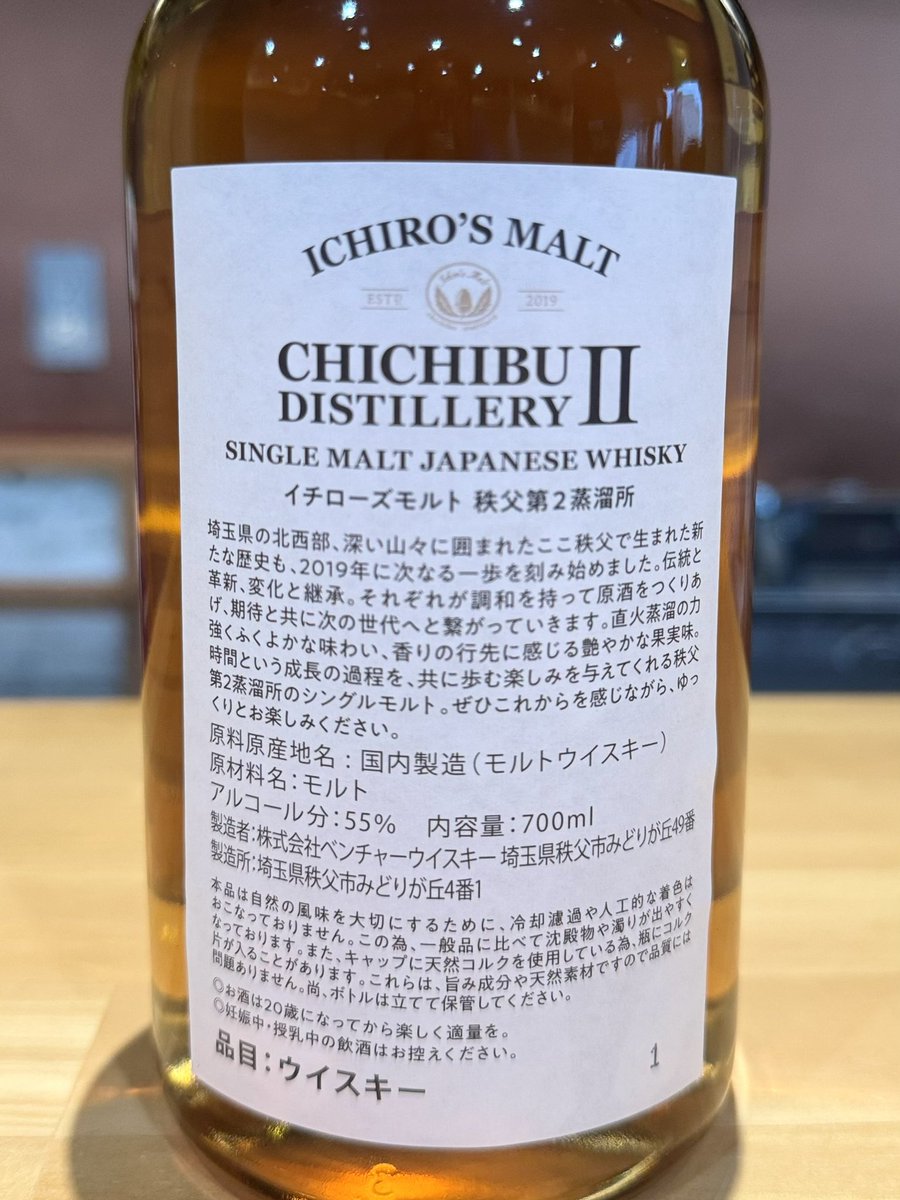 ICHIRO'S MALT
ESTD 2019
CHICHIBU
DISTILLERY II
SINGLE MALT JAPANESE WHISKY
イチローズモルト 秩父第2蒸溜所
埼玉県の北西部、深い山々に囲まれたここ秩父で生まれた新
たな歴史も、2019年に次なる一歩を刻み始めました。伝統と
革新、変化と継承。それぞれが調和を持って原酒をつくりあ
げ、期待と共に次の世代へと繋がっていきます。直火蒸溜の力
強くふくよかな味わい、香りの行先に感じる艶やかな果実味。
時間という成長の過程を、共に歩む楽しみを与えてくれる秩父
第2蒸溜所のシングルモルト。ぜひこれからを感じながら、ゆっ
くりとお楽しみください。
原料原産地名:国内製造(モルトウイスキー)
原材料名:モルト
アルコール分:55% 内容量:700ml
製造者:株式会社ベンチャーウイスキー 埼玉県秩父市みどりが丘49番
製造所:埼玉県秩父市みどりが丘4番1
本品は自然の風味を大切にするために、冷却濾過や人工的な着色は
おこなっておりません。この為、一般品に比べて沈殿物や濁りが出やすく
なっております。また、キャップに天然コルクを使用している為、瓶にコルク
片が入ることがあります。これらは、旨み成分や天然素材ですので品質には
問題ありません。尚、ボトルは立てて保管してください。
◎お酒は20歳になってから楽しく適量を。
◎妊娠中・授乳中の飲酒はお控えください。
品目:ウイスキー 1